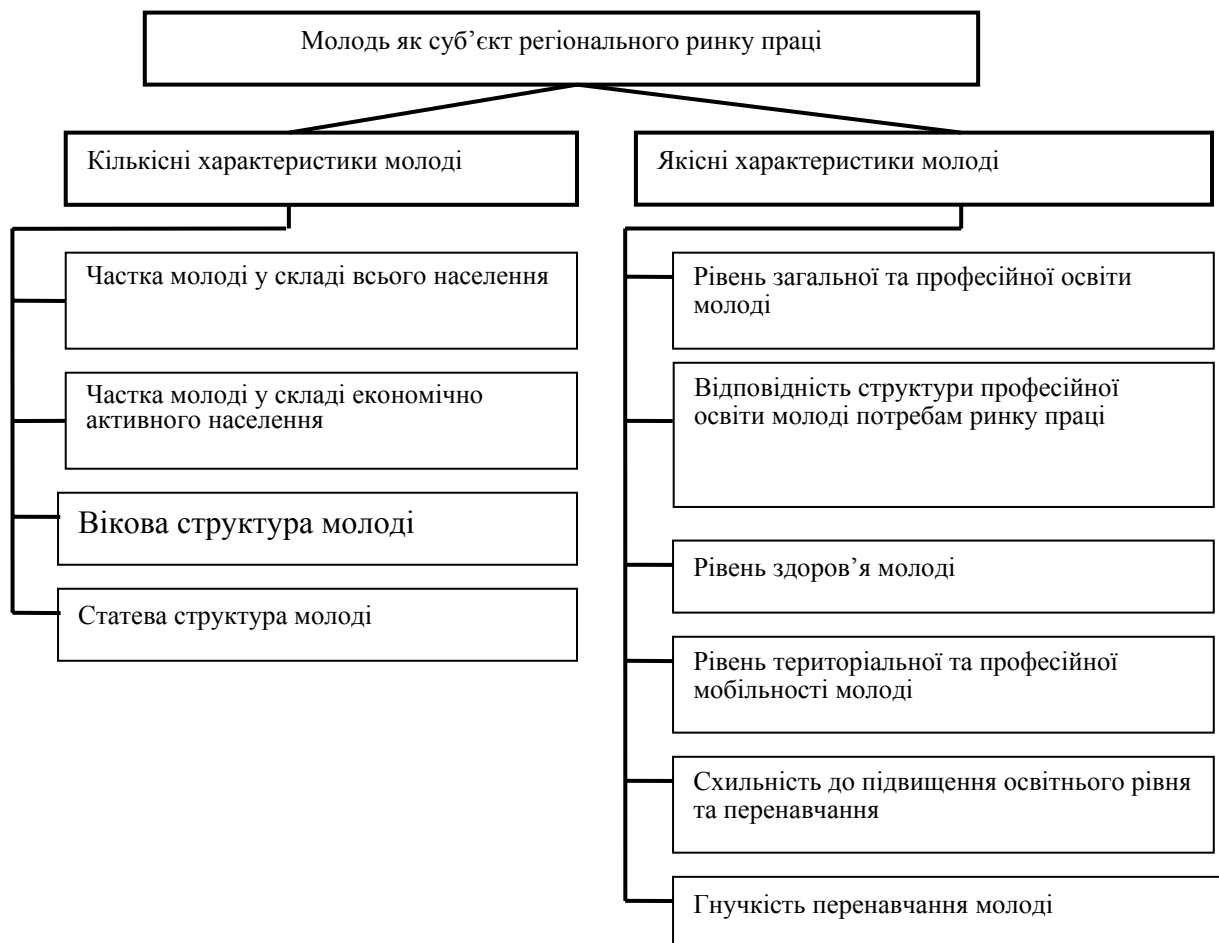 Молодь як суб’єкт регіонального ринку праці
Кількісні характеристики молоді
Якісні характеристики молоді
Частка молоді у складі всього населення
Частка молоді у складі економічно
активного населення
Вікова структура молоді
Статева структура молоді
Рівень загальної та професійної освіти
молоді
Відповідність структури професійної
освіти молоді потребам ринку праці
Рівень здоров’я молоді
Рівень територіальної та професійної
мобільності молоді
Схильність до підвищення освітнього рівня
та перенавчання
Гнучкість перенавчання молоді